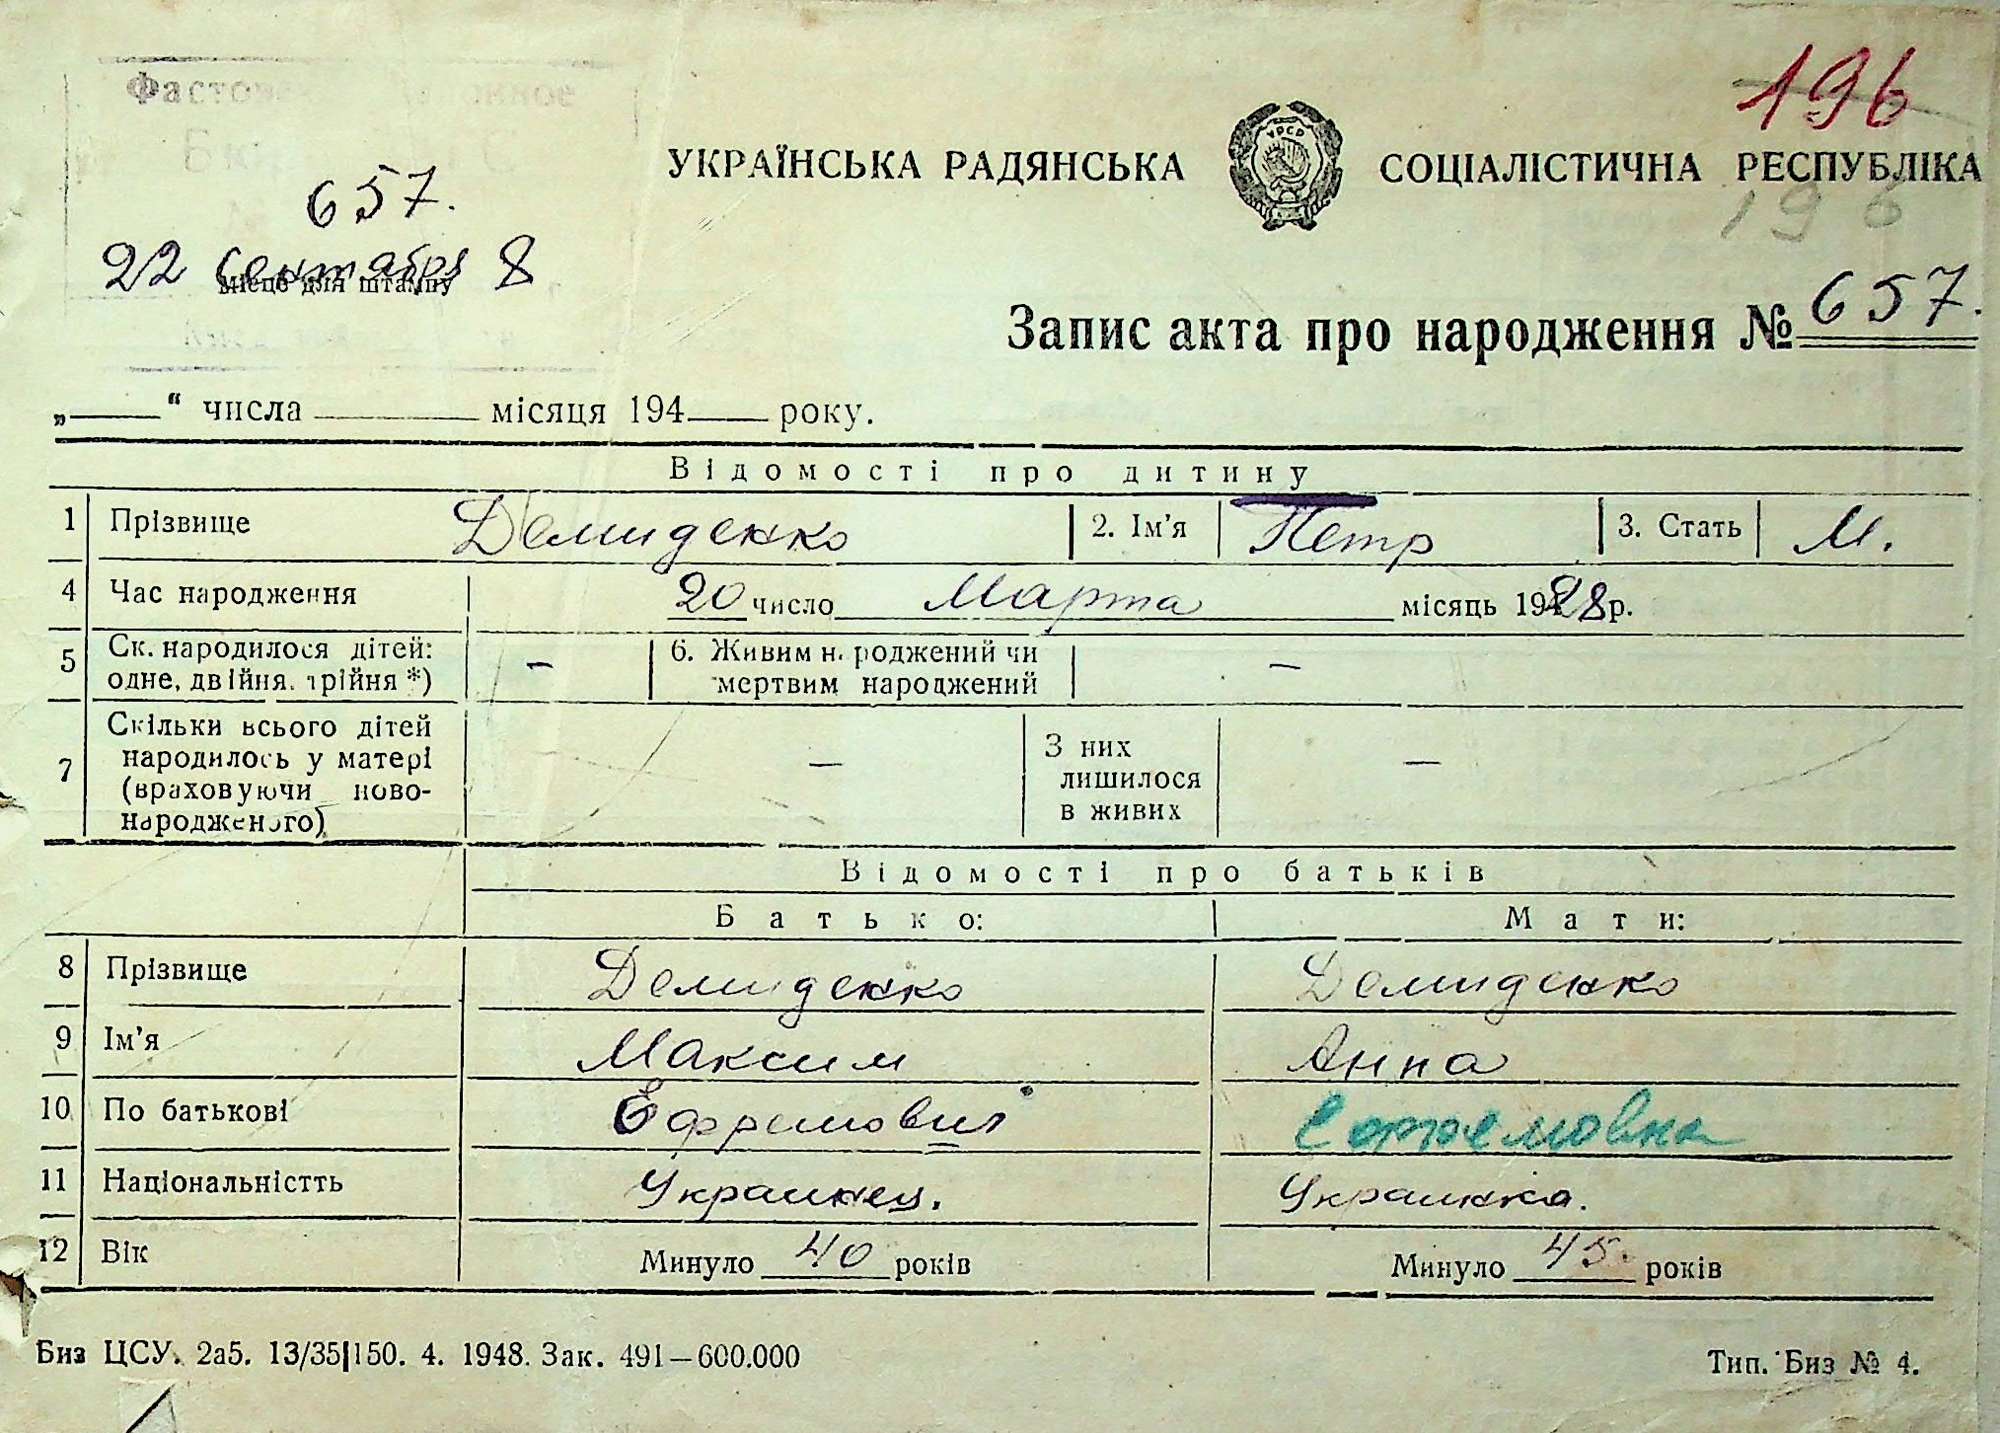 196
УКРАЇНСЬКА РАДЯНСЬКА УРСР СОЦІАЛІСТИЧНА РЕСПУБЛІКА
196
657.
22 Сентября 8
місце для штампу
Запис акта про народження № 657.
„ “ числа місяця 194 року.
Відомості про дитину
1 Прізвище Демиденко 2. Ім'я Петр 3. Стать М.
4 Час народження 20 число Марта місяць 1928 р.
5 Ск. народилося дітей: одне, двійня, трійня *) — 6. Живим народжений чи мертвим народжений —
7 Скільки всього дітей народилось у матері (враховуючи новонародженого) — З них лишилося в живих —
Відомості про батьків
Батько: Мати:
8 Прізвище Демиденко Демиденко
9 Ім'я Максим Анна
10 По батькові Ефремович
11 Національністть Украинец. Украинка.
12 Вік Минуло 40 років Минуло 45. років
Биз ЦСУ. 2а5. 13/35|150. 4. 1948. Зак. 491—600.000 Тип. Биз № 4.